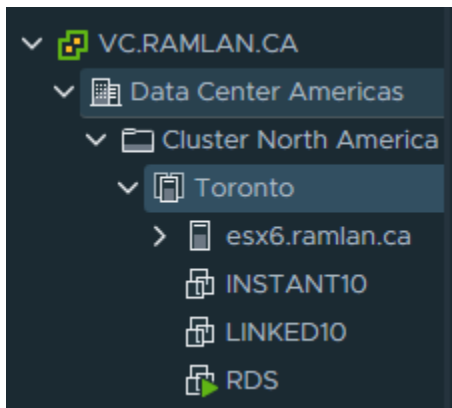 VC.RAMLAN.CA
Data Center Americas
Cluster North America
Toronto
esx6.ramlan.ca
INSTANT10
LINKED10
RDS